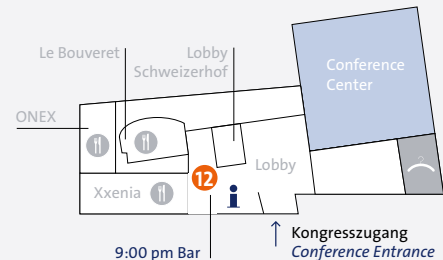 Le Bouveret
Lobby
Schweizerhof
Conference
Center
ONEX
12
Lobby
Xxenia
i
Kongresszugang
Conference Entrance
9:00 pm Bar